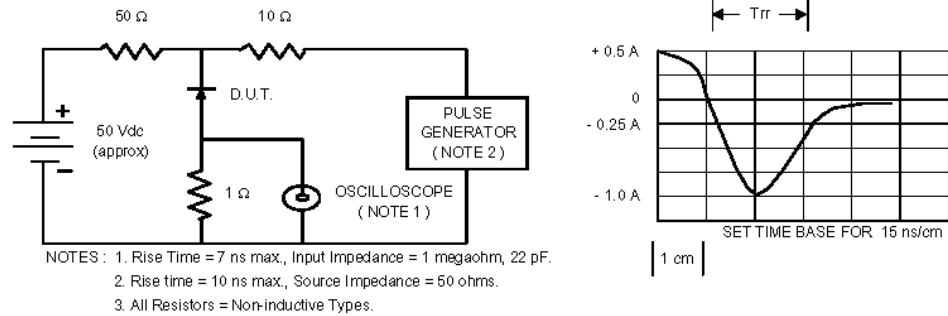 50 Ω
10 Ω
D.U.T.
+
50 Vdc
(approx)
−
1 Ω
OSCILLOSCOPE
( NOTE 1 )
PULSE
GENERATOR
( NOTE 2 )
Trr
+ 0.5 A
0
- 0.25 A
- 1.0 A
SET TIME BASE FOR 15 ns/cm
1 cm
NOTES : 1. Rise Time = 7 ns max., Input Impedance = 1 megaohm, 22 pF.
2. Rise time = 10 ns max., Source Impedance = 50 ohms.
3. All Resistors = Non-inductive Types.